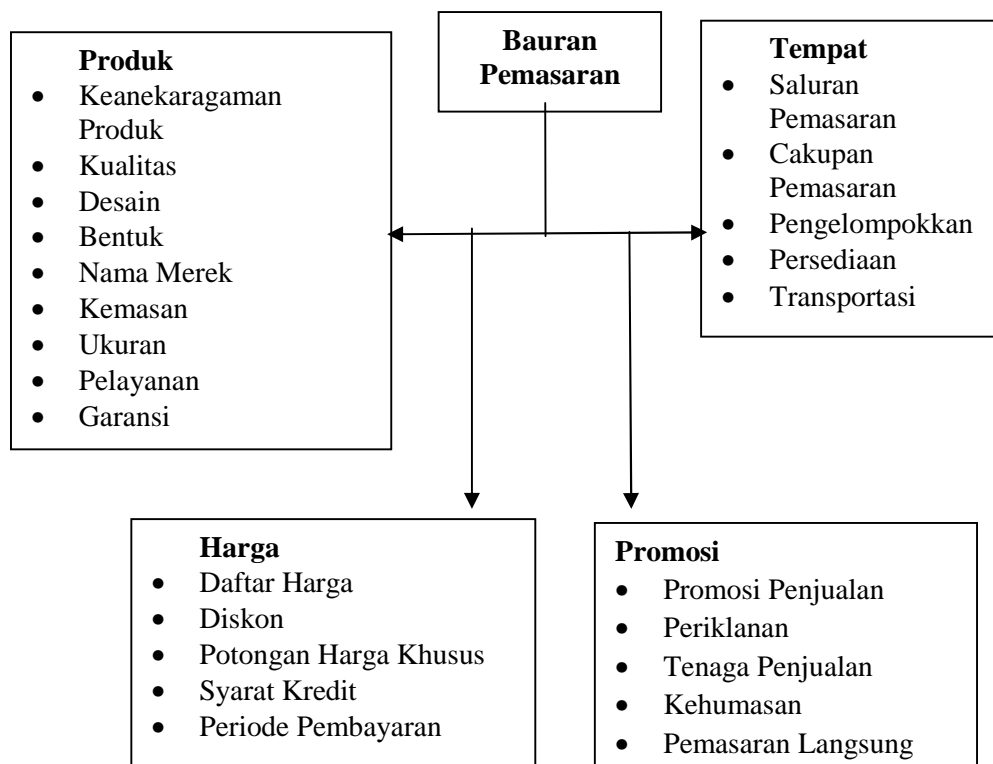 Bauran
Pemasaran
Produk
• Keanekaragaman
Produk
• Kualitas
• Desain
• Bentuk
• Nama Merek
• Kemasan
• Ukuran
• Pelayanan
• Garansi
Tempat
• Saluran
Pemasaran
• Cakupan
Pemasaran
• Pengelompokkan
• Persediaan
• Transportasi
Harga
• Daftar Harga
• Diskon
• Potongan Harga Khusus
• Syarat Kredit
• Periode Pembayaran
Promosi
• Promosi Penjualan
• Periklanan
• Tenaga Penjualan
• Kehumasan
• Pemasaran Langsung